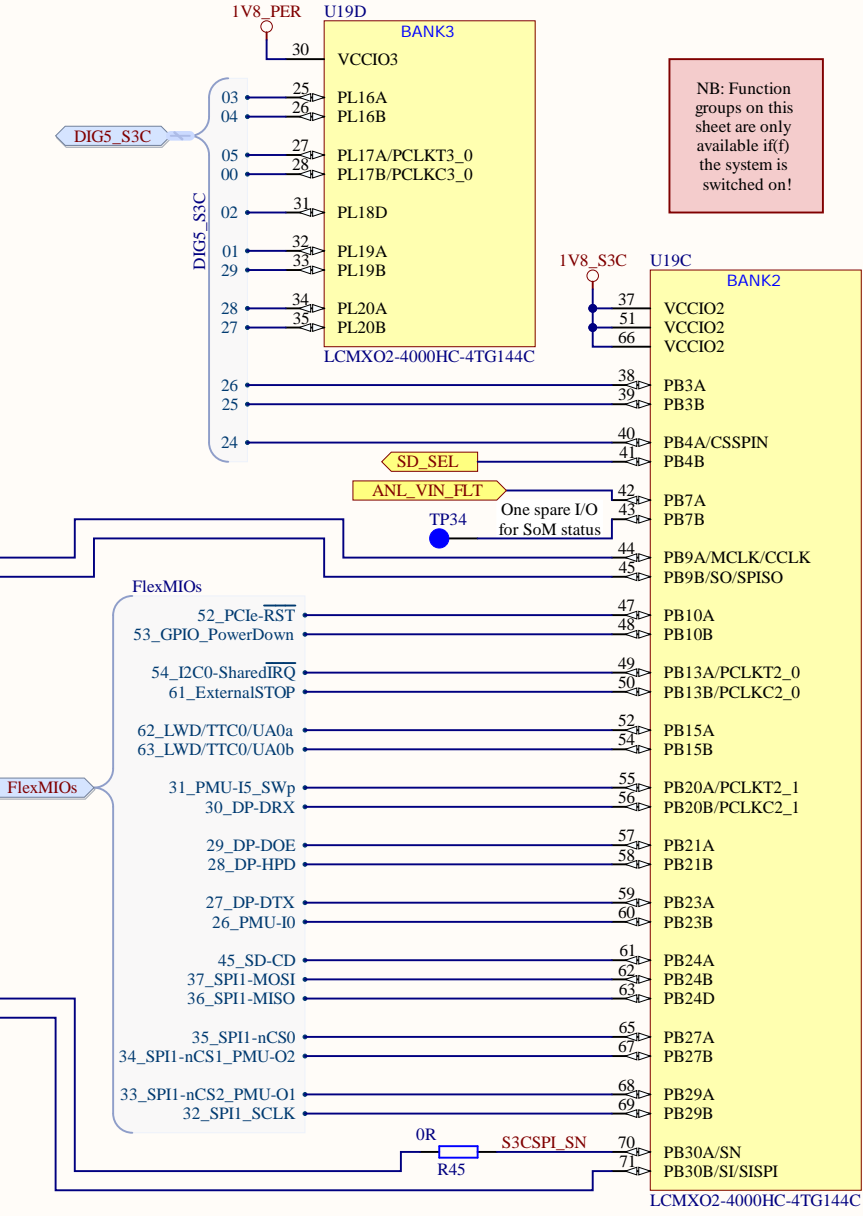 1V8_PER
U19D
BANK3
30 VCCIO3
03 25 PL16A
04 26 PL16B
DIG5_S3C
05 27 PL17A/PCLKT3_0
00 28 PL17B/PCLKC3_0
02 31 PL18D
DIG5_S3C
01 32 PL19A
29 33 PL19B
28 34 PL20A
27 35 PL20B
LCMXO2-4000HC-4TG144C
NB: Function
groups on this
sheet are only
available if(f)
the system is
switched on!
1V8_S3C
U19C
BANK2
37 VCCIO2
51 VCCIO2
66 VCCIO2
26 38 PB3A
25 39 PB3B
24 40 PB4A/CSSPIN
SD_SEL 41 PB4B
ANL_VIN_FLT 42 PB7A
TP34
One spare I/O
for SoM status
43 PB7B
44 PB9A/MCLK/CCLK
45 PB9B/SO/SPISO
FlexMIOs
52_PCIe-RST 47 PB10A
53_GPIO_PowerDown 48 PB10B
54_I2C0-SharedIRQ 49 PB13A/PCLKT2_0
61_ExternalSTOP 50 PB13B/PCLKC2_0
62_LWD/TTC0/UA0a 52 PB15A
63_LWD/TTC0/UA0b 54 PB15B
FlexMIOs
31_PMU-I5_SWp 55 PB20A/PCLKT2_1
30_DP-DRX 56 PB20B/PCLKC2_1
29_DP-DOE 57 PB21A
28_DP-HPD 58 PB21B
27_DP-DTX 59 PB23A
26_PMU-I0 60 PB23B
45_SD-CD 61 PB24A
37_SPI1-MOSI 62 PB24B
36_SPI1-MISO 63 PB24D
35_SPI1-nCS0 65 PB27A
34_SPI1-nCS1_PMU-O2 67 PB27B
33_SPI1-nCS2_PMU-O1 68 PB29A
32_SPI1_SCLK 69 PB29B
0R
R45
S3CSPI_SN 70 PB30A/SN
71 PB30B/SI/SISPI
LCMXO2-4000HC-4TG144C